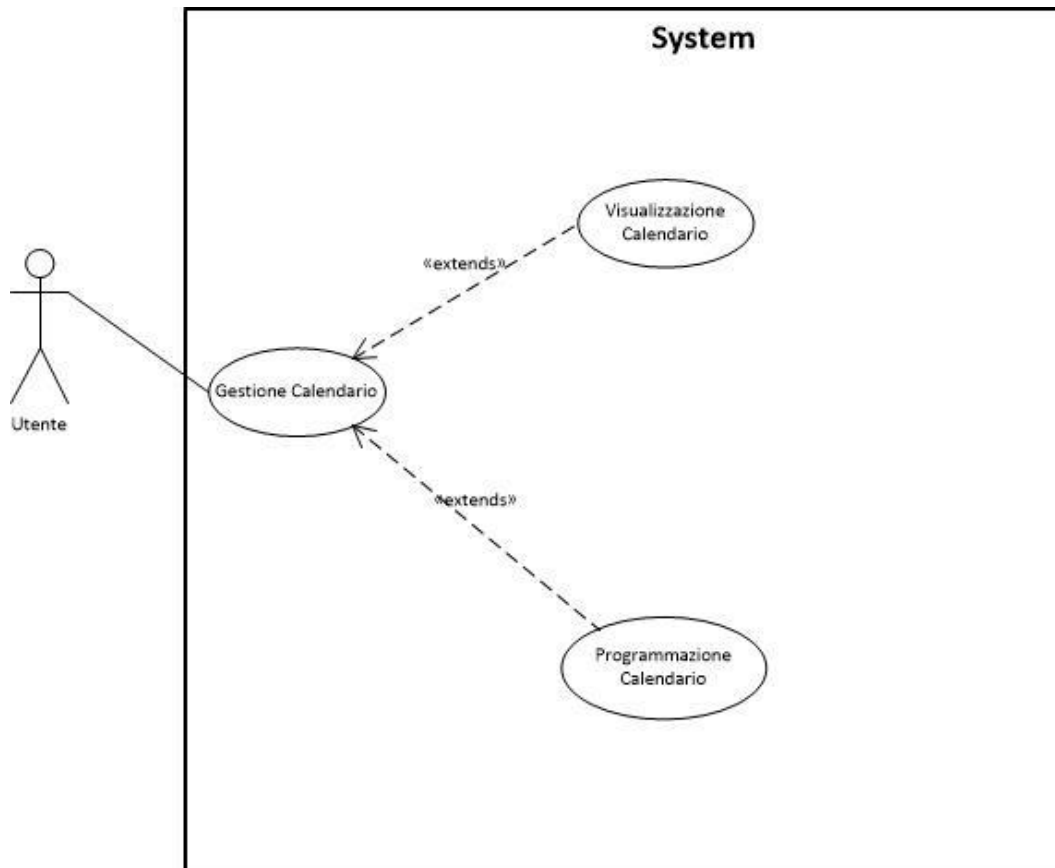 System
Visualizzazione
Calendario
«extends»
Gestione Calendario
Utente
«extends»
Programmazione
Calendario